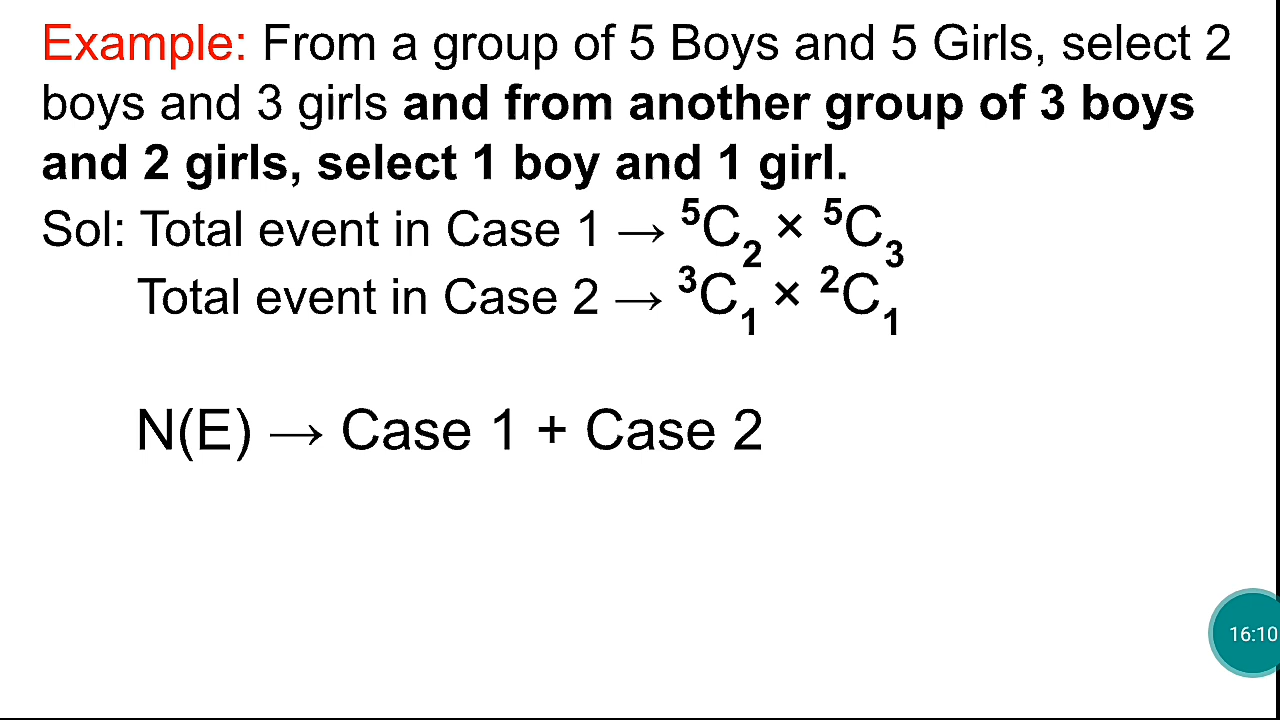 Example: From a group of 5 Boys and 5 Girls, select 2
boys and 3 girls and from another group of 3 boys
and 2 girls, select 1 boy and 1 girl.
Sol: Total event in Case 1 → ⁵C₂ × ⁵C₃
Total event in Case 2 → ³C₁ × ²C₁
N(E) → Case 1 + Case 2
16:10